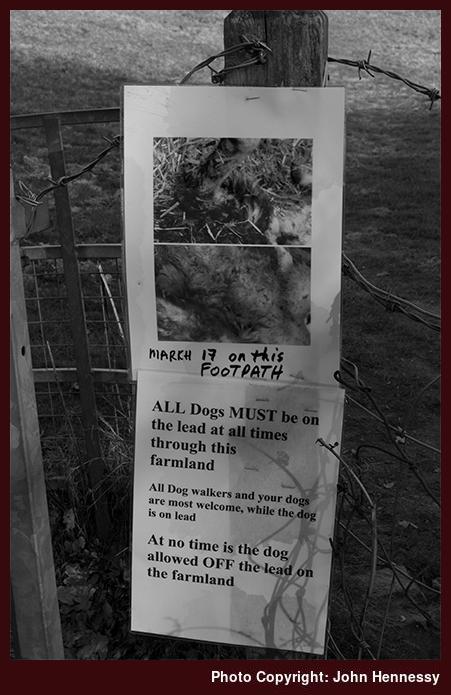 MARCH 17 on this
FOOTPATH
ALL Dogs MUST be on
the lead at all times
through this
farmland
All Dog walkers and your dogs
are most welcome, while the dog
is on lead
At no time is the dog
allowed OFF the lead on
the farmland
Photo Copyright: John Hennessy